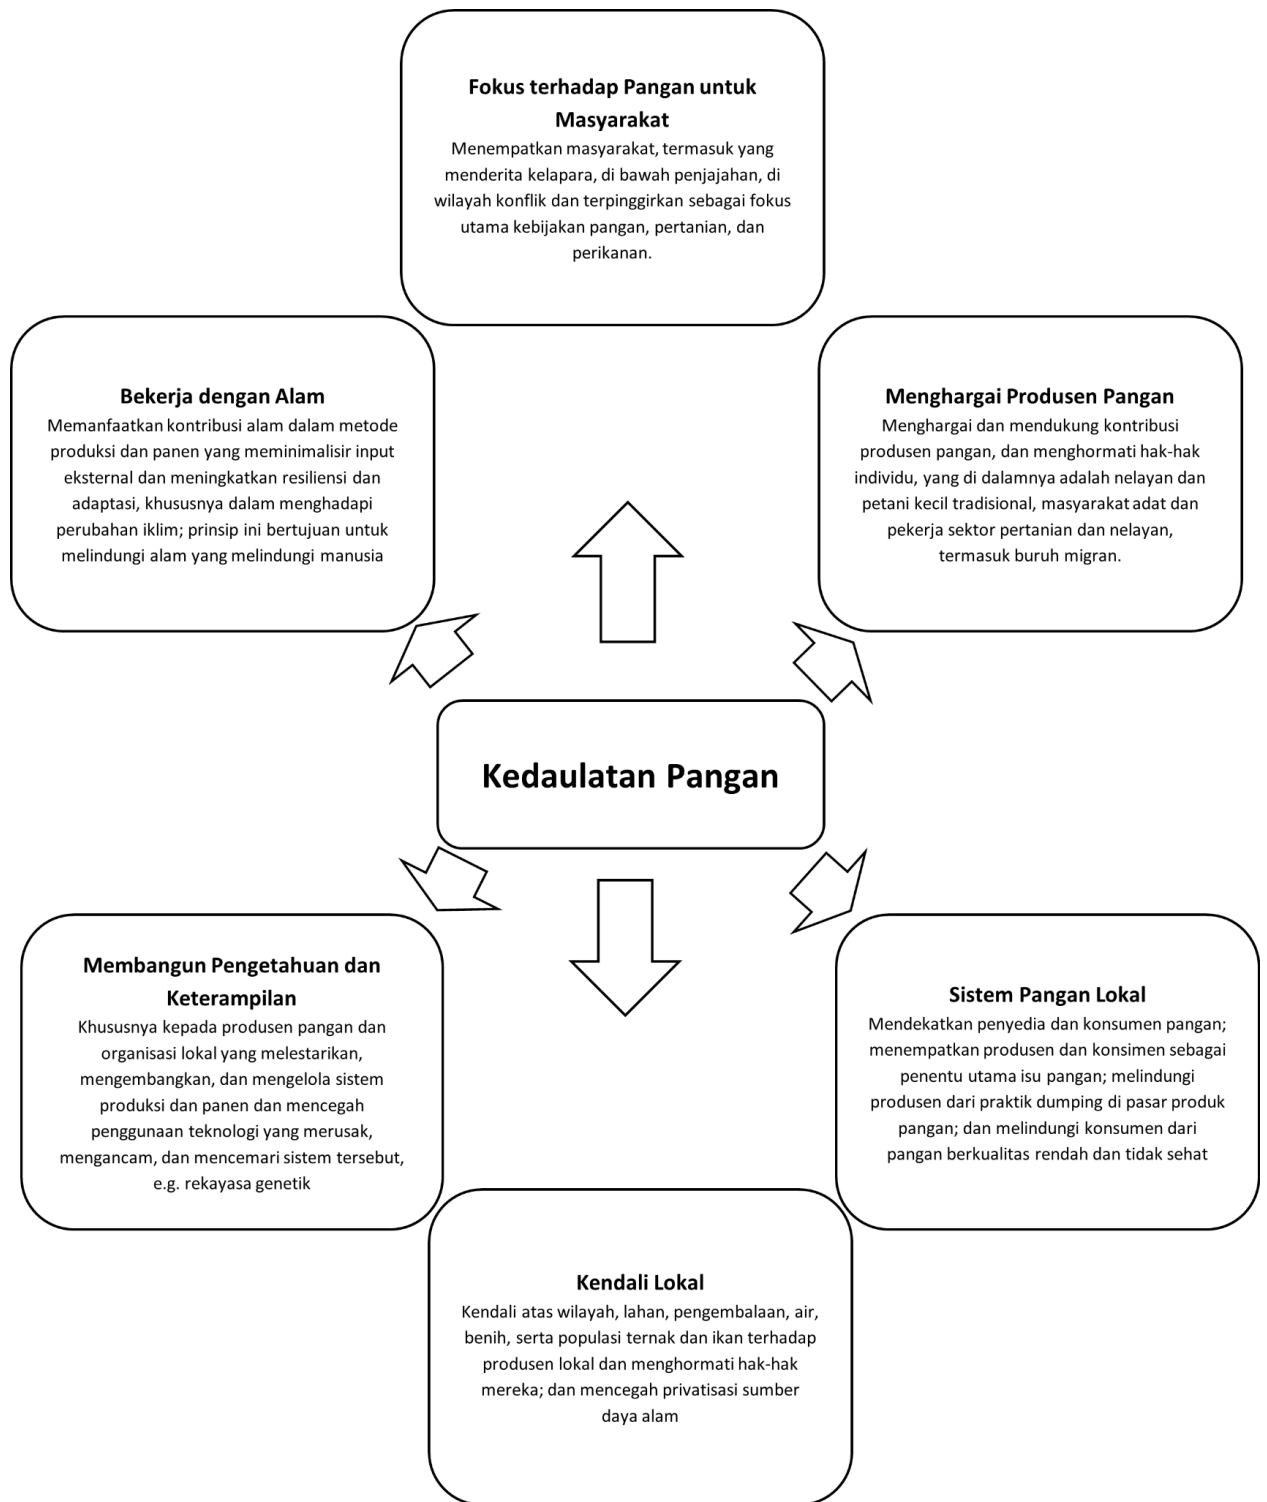 Fokus terhadap Pangan untuk
Masyarakat
Menempatkan masyarakat, termasuk yang
menderita kelapara, di bawah penjajahan, di
wilayah konflik dan terpinggirkan sebagai fokus
utama kebijakan pangan, pertanian, dan
perikanan.
Bekerja dengan Alam
Memanfaatkan kontribusi alam dalam metode
produksi dan panen yang meminimalisir input
eksternal dan meningkatkan resiliensi dan
adaptasi, khususnya dalam menghadapi
perubahan iklim; prinsip ini bertujuan untuk
melindungi alam yang melindungi manusia
Menghargai Produsen Pangan
Menghargai dan mendukung kontribusi
produsen pangan, dan menghormati hak-hak
individu, yang di dalamnya adalah nelayan dan
petani kecil tradisional, masyarakat adat dan
pekerja sektor pertanian dan nelayan,
termasuk buruh migran.
Kedaulatan Pangan
Membangun Pengetahuan dan
Keterampilan
Khususnya kepada produsen pangan dan
organisasi lokal yang melestarikan,
mengembangkan, dan mengelola sistem
produksi dan panen dan mencegah
penggunaan teknologi yang merusak,
mengancam, dan mencemari sistem tersebut,
e.g. rekayasa genetik
Sistem Pangan Lokal
Mendekatkan penyedia dan konsumen pangan;
menempatkan produsen dan konsimen sebagai
penentu utama isu pangan; melindungi
produsen dari praktik dumping di pasar produk
pangan; dan melindungi konsumen dari
pangan berkualitas rendah dan tidak sehat
Kendali Lokal
Kendali atas wilayah, lahan, pengembalaan, air,
benih, serta populasi ternak dan ikan terhadap
produsen lokal dan menghormati hak-hak
mereka; dan mencegah privatisasi sumber
daya alam